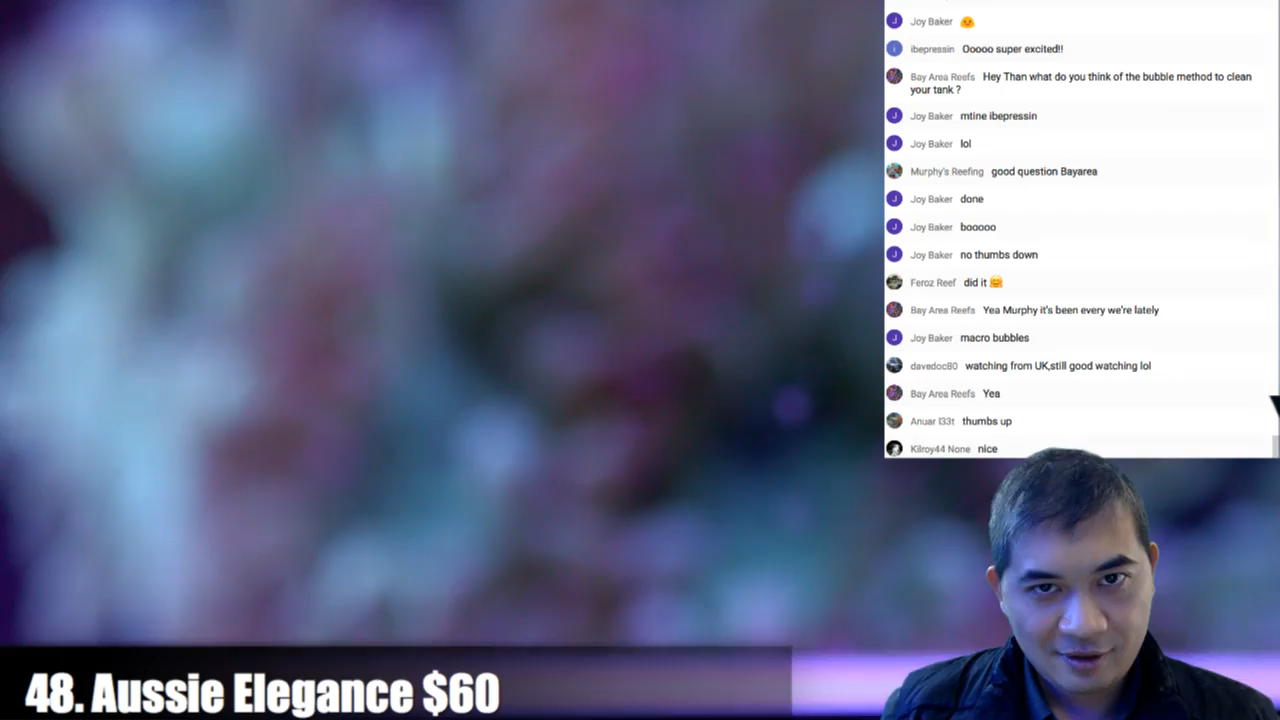 Joy Baker 😊
ibepressin Ooooo super excited!!
Bay Area Reefs Hey Than what do you think of the bubble method to clean
your tank ?
Joy Baker mtine ibepressin
Joy Baker lol
Murphy's Reefing good question Bayarea
Joy Baker done
Joy Baker booooo
Joy Baker no thumbs down
Feroz Reef did it 🤗
Bay Area Reefs Yea Murphy it's been every we're lately
Joy Baker macro bubbles
davedoc80 watching from UK,still good watching lol
Bay Area Reefs Yea
Anuar l33t thumbs up
Kilroy44 None nice
48. Aussie Elegance $60